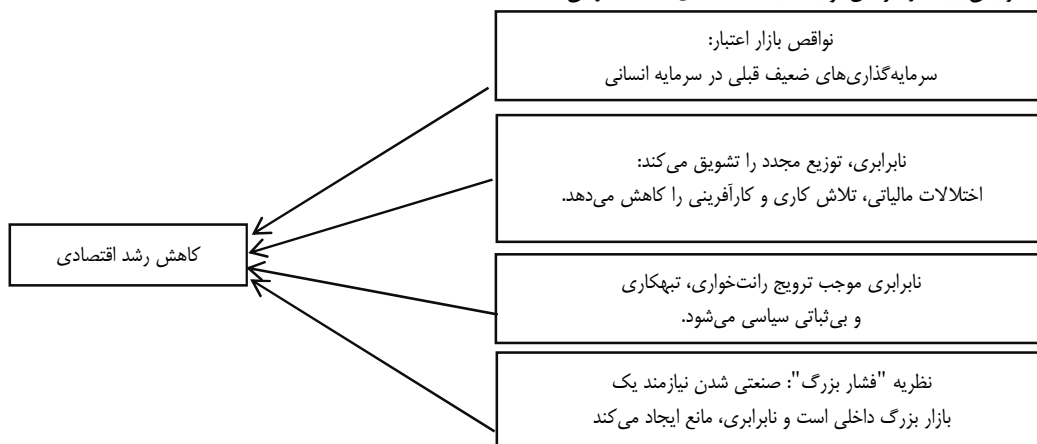 نواقص بازار اعتبار:
سرمایه‌گذاری‌های ضعیف قبلی در سرمایه انسانی
نابرابری، توزیع مجدد را تشویق می‌کند:
اختلالات مالیاتی، تلاش کاری و کارآفرینی را کاهش می‌دهد.
کاهش رشد اقتصادی
نابرابری موجب ترویج رانت‌خواری، تبهکاری
و بی‌ثباتی سیاسی می‌شود.
نظریه "فشار بزرگ": صنعتی شدن نیازمند یک
بازار بزرگ داخلی است و نابرابری، مانع ایجاد می‌کند